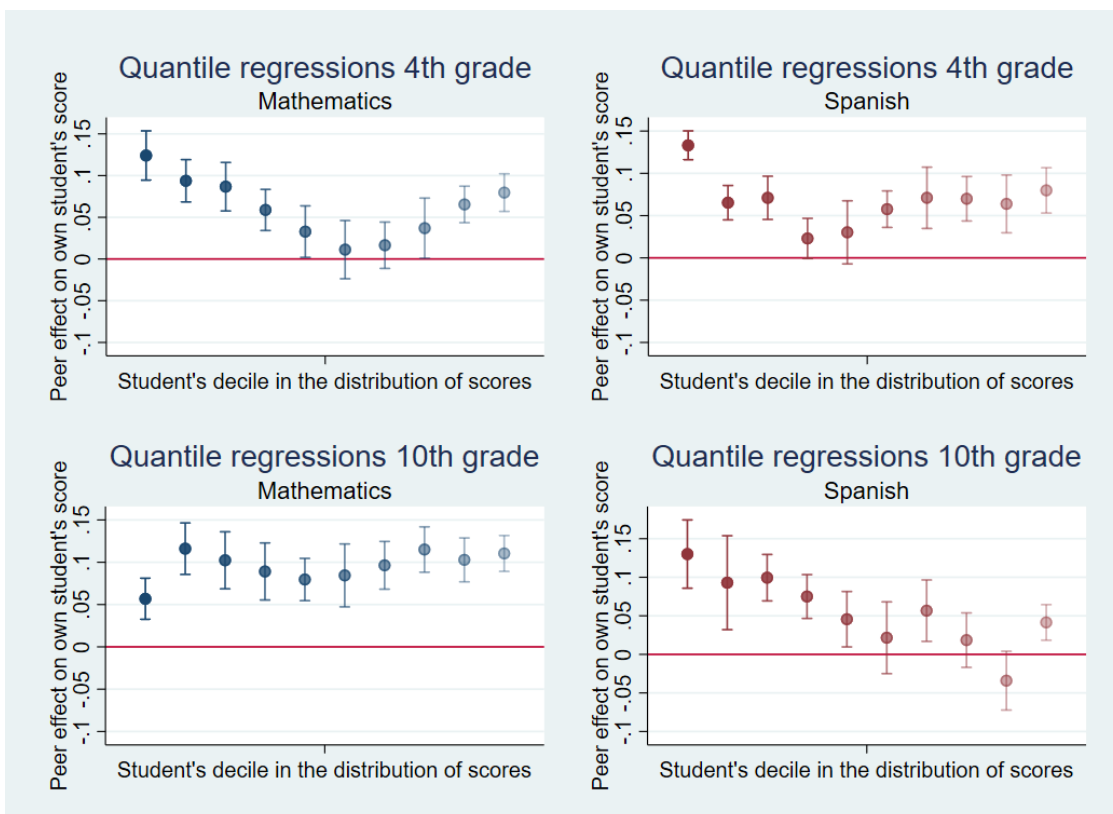 Quantile regressions 4th grade
Mathematics
Peer effect on own student's score
.15
.1
.05
0
-.05
-.1
Student's decile in the distribution of scores
Quantile regressions 4th grade
Spanish
Peer effect on own student's score
.15
.1
.05
0
-.05
-.1
Student's decile in the distribution of scores
Quantile regressions 10th grade
Mathematics
Peer effect on own student's score
.15
.1
.05
0
-.05
-.1
Student's decile in the distribution of scores
Quantile regressions 10th grade
Spanish
Peer effect on own student's score
.15
.1
.05
0
-.05
-.1
Student's decile in the distribution of scores